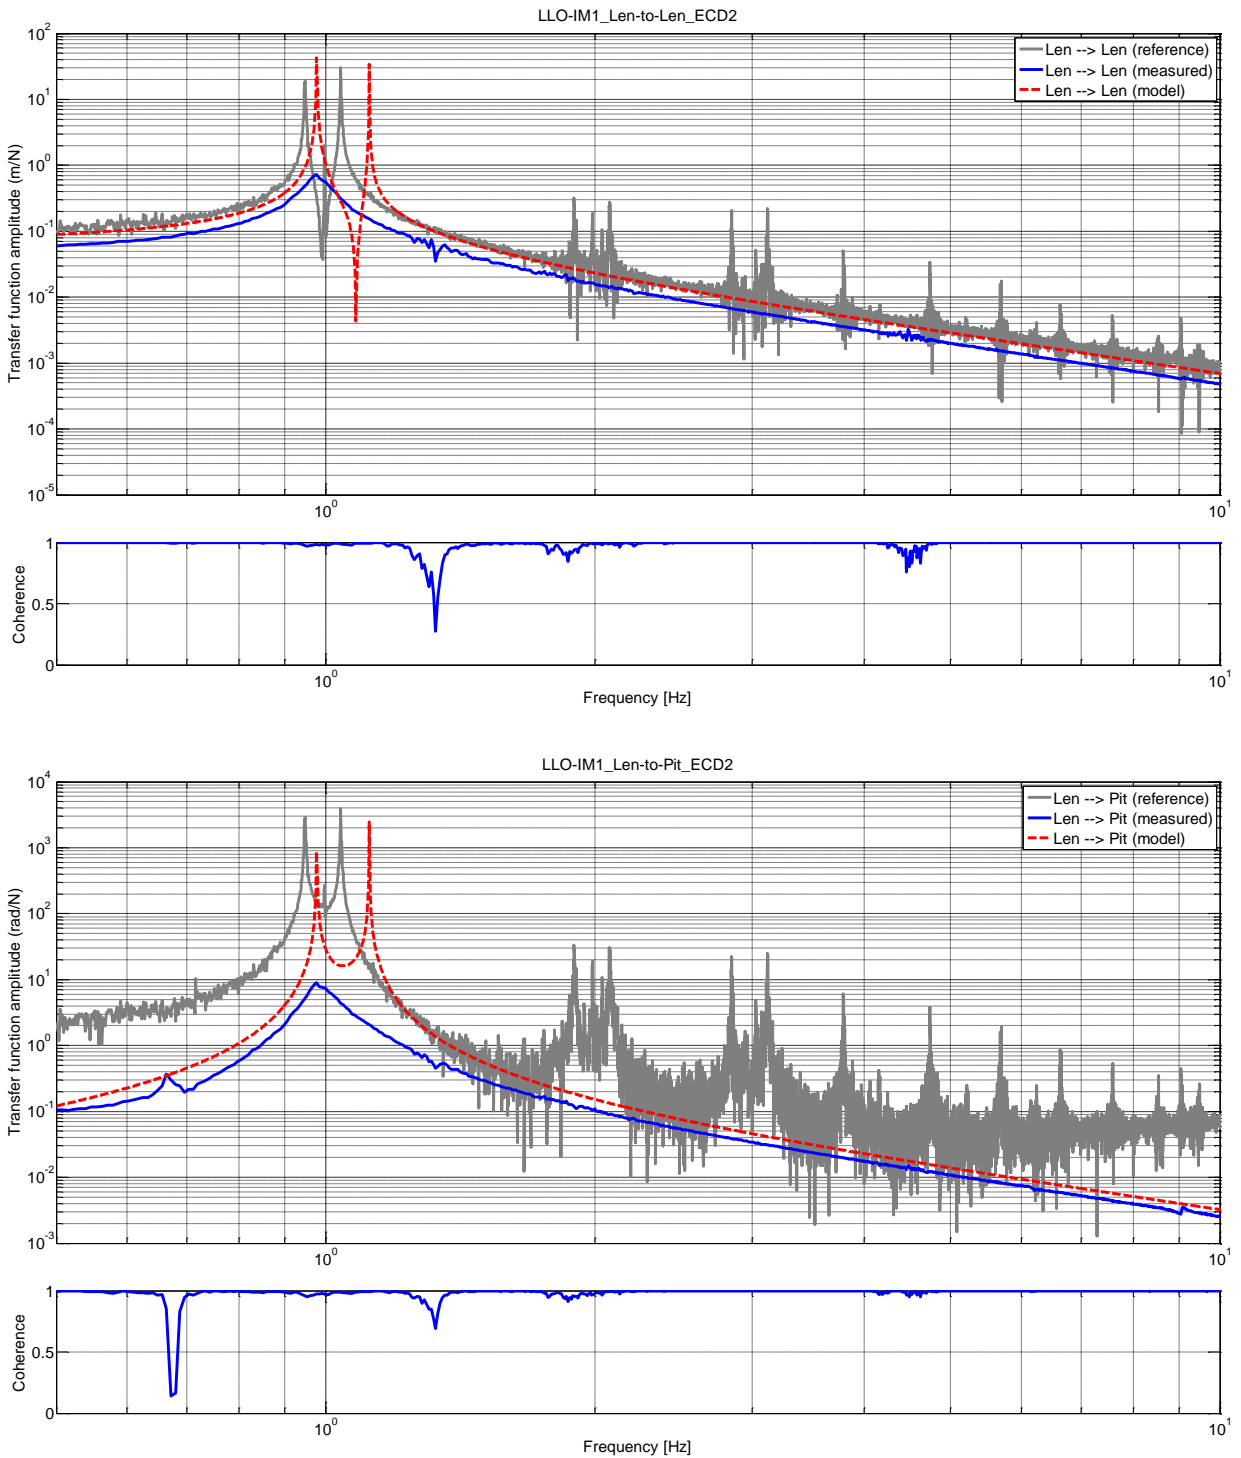 LLO-IM1_Len-to-Len_ECD2
Transfer function amplitude (m/N)
10^2
10^1
10^0
10^-1
10^-2
10^-3
10^-4
10^-5
Len --> Len (reference)
Len --> Len (measured)
Len --> Len (model)
10^0
10^1
Coherence
1
0.5
0
10^0
10^1
Frequency [Hz]
LLO-IM1_Len-to-Pit_ECD2
Transfer function amplitude (rad/N)
10^4
10^3
10^2
10^1
10^0
10^-1
10^-2
10^-3
Len --> Pit (reference)
Len --> Pit (measured)
Len --> Pit (model)
10^0
10^1
Coherence
1
0.5
0
10^0
10^1
Frequency [Hz]